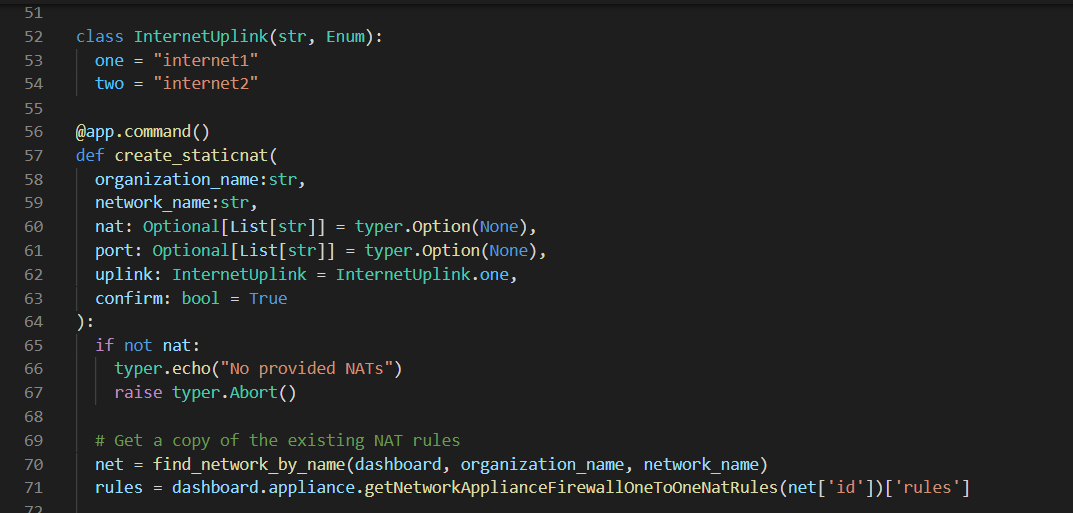 51
52 class InternetUplink(str, Enum):
53   one = "internet1"
54   two = "internet2"
55
56 @app.command()
57 def create_staticnat(
58   organization_name:str,
59   network_name:str,
60   nat: Optional[List[str]] = typer.Option(None),
61   port: Optional[List[str]] = typer.Option(None),
62   uplink: InternetUplink = InternetUplink.one,
63   confirm: bool = True
64 ):
65   if not nat:
66     typer.echo("No provided NATs")
67     raise typer.Abort()
68
69   # Get a copy of the existing NAT rules
70   net = find_network_by_name(dashboard, organization_name, network_name)
71   rules = dashboard.appliance.getNetworkApplianceFirewallOneToOneNatRules(net['id'])['rules']
72